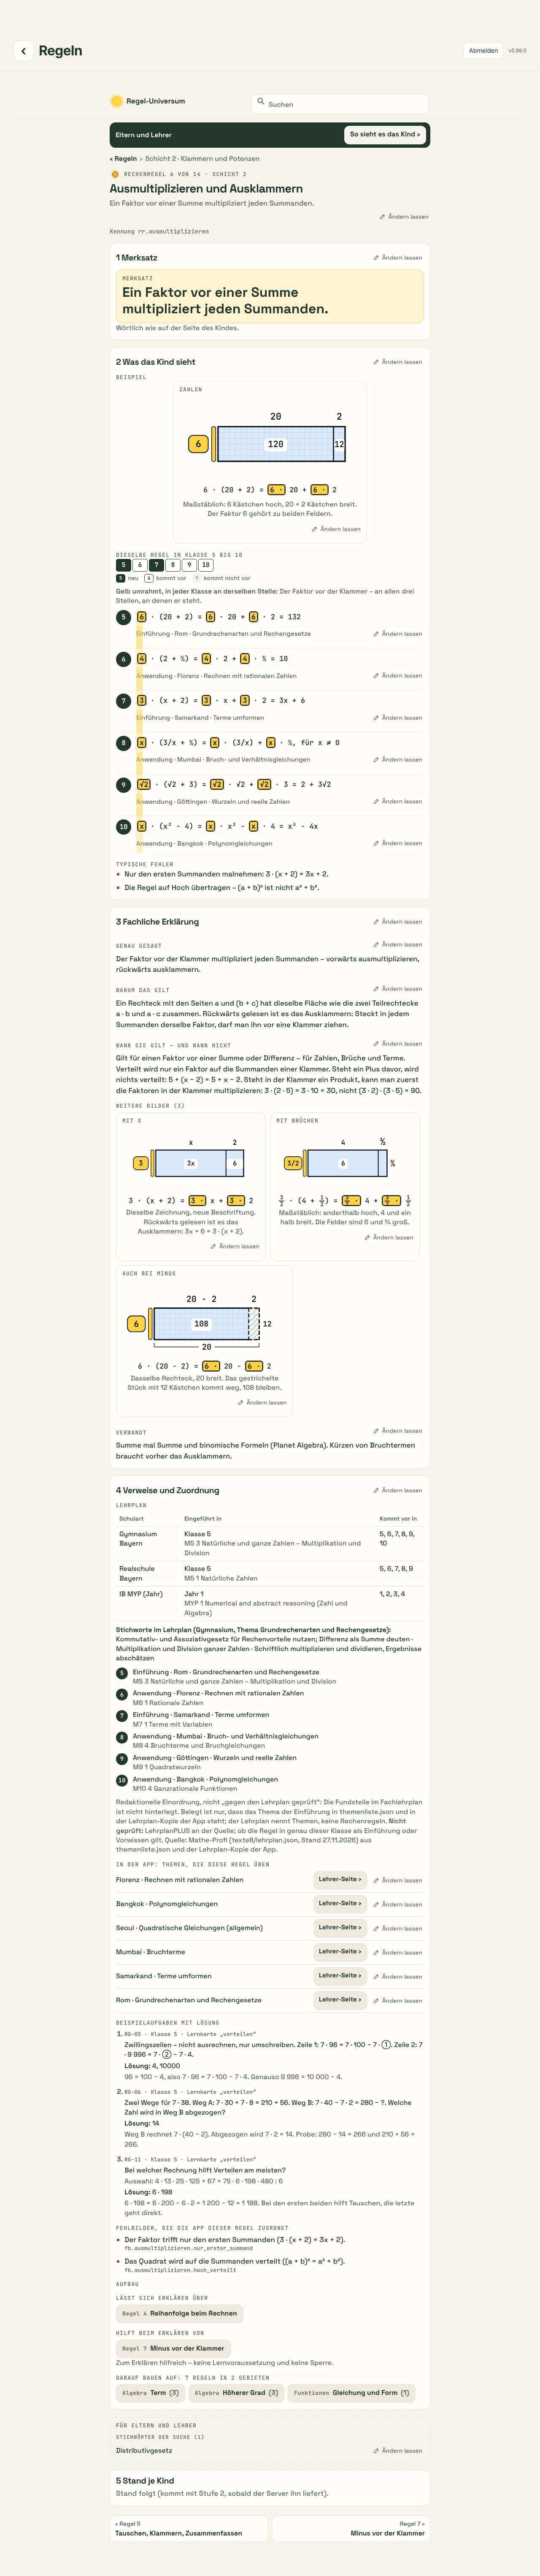 Regeln
Abmelden
v0.96.0
Regel-Universum
Suchen
Eltern und Lehrer
So sieht es das Kind ›
‹ Regeln › Schicht 2 · Klammern und Potenzen
RECHENREGEL 6 VON 14 · SCHICHT 2
Ausmultiplizieren und Ausklammern
Ein Faktor vor einer Summe multipliziert jeden Summanden.
Ändern lassen
Kennung rr.ausmultiplizieren
1 Merksatz
Ändern lassen
MERKSATZ
Ein Faktor vor einer Summe
multipliziert jeden Summanden.
Wörtlich wie auf der Seite des Kindes.
2 Was das Kind sieht
Ändern lassen
BEISPIEL
ZAHLEN
20 2
6 120 12
6 · (20 + 2) = 6 · 20 + 6 · 2
Maßstäblich: 6 Kästchen hoch, 20 + 2 Kästchen breit.
Der Faktor 6 gehört zu beiden Feldern.
Ändern lassen
DIESELBE REGEL IN KLASSE 5 BIS 10
5 6 7 8 9 10
5 neu 6 kommt vor kommt nicht vor
Gelb umrandet, in jeder Klasse an derselben Stelle: Der Faktor vor der Klammer – an allen drei
Stellen, an denen er steht.
5 6 · (20 + 2) = 6 · 20 + 6 · 2 = 132
Einführung · Rom · Grundrechenarten und Rechengesetze
Ändern lassen
6 4 · (2 + ½) = 4 · 2 + 4 · ½ = 10
Anwendung · Florenz · Rechnen mit rationalen Zahlen
Ändern lassen
7 3 · (x + 2) = 3 · x + 3 · 2 = 3x + 6
Einführung · Samarkand · Terme umformen
Ändern lassen
8 x · (3/x + ½) = x · (3/x) + x · ½, für x ≠ 0
Anwendung · Mumbai · Bruch- und Verhältnisgleichungen
Ändern lassen
9 √2 · (√2 + 3) = √2 · √2 + √2 · 3 = 2 + 3√2
Anwendung · Göttingen · Wurzeln und reelle Zahlen
Ändern lassen
10 x · (x² - 4) = x · x² - x · 4 = x³ - 4x
Anwendung · Bangkok · Polynomgleichungen
Ändern lassen
TYPISCHE FEHLER
• Nur den ersten Summanden malnehmen: 3 · (x + 2) = 3x + 2.
• Die Regel auf Hoch übertragen – (a + b)² ist nicht a² + b².
3 Fachliche Erklärung
Ändern lassen
GENAU GESAGT
Ändern lassen
Der Faktor vor der Klammer multipliziert jeden Summanden – vorwärts ausmultiplizieren,
rückwärts ausklammern.
WARUM DAS GILT
Ändern lassen
Ein Rechteck mit den Seiten a und (b + c) hat dieselbe Fläche wie die zwei Teilrechtecke
a · b und a · c zusammen. Rückwärts gelesen ist es das Ausklammern: Steckt in jedem
Summanden derselbe Faktor, darf man ihn vor eine Klammer ziehen.
WANN SIE GILT – UND WANN NICHT
Ändern lassen
Gilt für einen Faktor vor einer Summe oder Differenz – für Zahlen, Brüche und Terme.
Verteilt wird nur ein Faktor auf die Summanden einer Klammer. Steht ein Plus davor, wird
nichts verteilt: 5 + (x − 2) = 5 + x − 2. Steht in der Klammer ein Produkt, kann man zuerst
die Faktoren in der Klammer multiplizieren: 3 · (2 · 5) = 3 · 10 = 30, nicht (3 · 2) · (3 · 5) = 90.
WEITERE BILDER (3)
MIT X
x 2
3 3x 6
3 · (x + 2) = 3 · x + 3 · 2
Dieselbe Zeichnung, neue Beschriftung.
Rückwärts gelesen ist es das
Ausklammern: 3x + 6 = 3 · (x + 2).
Ändern lassen
MIT BRÜCHEN
4 ½
3/2 6 ¾
3/2 · (4 + 1/2) = 3/2 · 4 + 3/2 · 1/2
Maßstäblich: anderthalb hoch, 4 und ein
halb breit. Die Felder sind 6 und ¾ groß.
Ändern lassen
AUCH BEI MINUS
20 - 2 2
6 108 12
20
6 · (20 - 2) = 6 · 20 - 6 · 2
Dasselbe Rechteck, 20 breit. Das gestrichelte
Stück mit 12 Kästchen kommt weg, 108 bleiben.
Ändern lassen
VERWANDT
Ändern lassen
Summe mal Summe und binomische Formeln (Planet Algebra). Kürzen von Bruchtermen
braucht vorher das Ausklammern.
4 Verweise und Zuordnung
Ändern lassen
LEHRPLAN
Schulart Eingeführt in Kommt vor in
Gymnasium Bayern
Klasse 5
M5 3 Natürliche und ganze Zahlen – Multiplikation und
Division
5, 6, 7, 8, 9,
10
Realschule Bayern
Klasse 5
M5 1 Natürliche Zahlen
5, 6, 7, 8, 9
IB MYP (Jahr)
Jahr 1
MYP 1 Numerical and abstract reasoning (Zahl und
Algebra)
1, 2, 3, 4
Stichworte im Lehrplan (Gymnasium, Thema Grundrechenarten und Rechengesetze):
Kommutativ- und Assoziativgesetz für Rechenvorteile nutzen; Differenz als Summe deuten ·
Multiplikation und Division ganzer Zahlen · Schriftlich multiplizieren und dividieren, Ergebnisse
abschätzen
5 Einführung · Rom · Grundrechenarten und Rechengesetze
M5 3 Natürliche und ganze Zahlen – Multiplikation und Division
6 Anwendung · Florenz · Rechnen mit rationalen Zahlen
M6 1 Rationale Zahlen
7 Einführung · Samarkand · Terme umformen
M7 1 Terme mit Variablen
8 Anwendung · Mumbai · Bruch- und Verhältnisgleichungen
M8 4 Bruchterme und Bruchgleichungen
9 Anwendung · Göttingen · Wurzeln und reelle Zahlen
M9 1 Quadratwurzeln
10 Anwendung · Bangkok · Polynomgleichungen
M10 4 Ganzrationale Funktionen
Redaktionelle Einordnung, nicht „gegen den Lehrplan geprüft“: Die Fundstelle im Fachlehrplan
ist nicht hinterlegt. Belegt ist nur, dass das Thema der Einführung in themenliste.json und in
der Lehrplan-Kopie der App steht; der Lehrplan nennt Themen, keine Rechenregeln. Nicht
geprüft: LehrplanPLUS an der Quelle; ob die Regel in genau dieser Klasse als Einführung oder
Vorwissen gilt. Quelle: Mathe-Profi (texte8/lehrplan.json, Stand 27.11.2026) aus
themenliste.json und der Lehrplan-Kopie der App.
IN DER APP: THEMEN, DIE DIESE REGEL ÜBEN
Florenz · Rechnen mit rationalen Zahlen
Lehrer-Seite ›
Ändern lassen
Bangkok · Polynomgleichungen
Lehrer-Seite ›
Ändern lassen
Seoul · Quadratische Gleichungen (allgemein)
Lehrer-Seite ›
Ändern lassen
Mumbai · Bruchterme
Lehrer-Seite ›
Ändern lassen
Samarkand · Terme umformen
Lehrer-Seite ›
Ändern lassen
Rom · Grundrechenarten und Rechengesetze
Lehrer-Seite ›
Ändern lassen
BEISPIELAUFGABEN MIT LÖSUNG
1. RG-05 · Klasse 5 · Lernkarte „verteilen“
Zwillingszeilen – nicht ausrechnen, nur umschreiben. Zeile 1: 7 · 96 = 7 · 100 − 7 · ①. Zeile 2: 7
· 9 996 = 7 · ② − 7 · 4.
Lösung: 4, 10000
96 = 100 − 4, also 7 · 96 = 7 · 100 − 7 · 4. Genauso 9 996 = 10 000 − 4.
2. RG-06 · Klasse 5 · Lernkarte „verteilen“
Zwei Wege für 7 · 38. Weg A: 7 · 30 + 7 · 8 = 210 + 56. Weg B: 7 · 40 − 7 · 2 = 280 − ?. Welche
Zahl wird in Weg B abgezogen?
Lösung: 14
Weg B rechnet 7 · (40 − 2). Abgezogen wird 7 · 2 = 14. Probe: 280 − 14 = 266 und 210 + 56 =
266.
3. RG-11 · Klasse 5 · Lernkarte „verteilen“
Bei welcher Rechnung hilft Verteilen am meisten?
Auswahl: 4 · 13 · 25 · 125 + 67 + 75 · 6 · 198 · 480 : 6
Lösung: 6 · 198
6 · 198 = 6 · 200 − 6 · 2 = 1 200 − 12 = 1 188. Bei den ersten beiden hilft Tauschen, die letzte
geht direkt.
FEHLBILDER, DIE DIE APP DIESER REGEL ZUORDNET
• Der Faktor trifft nur den ersten Summanden (3 · (x + 2) = 3x + 2).
fb.ausmultiplizieren.nur_erster_summand
• Das Quadrat wird auf die Summanden verteilt ((a + b)² = a² + b²).
fb.ausmultiplizieren.hoch_verteilt
AUFBAU
LÄSST SICH ERKLÄREN ÜBER
Regel 4 Reihenfolge beim Rechnen
HILFT BEIM ERKLÄREN VON
Regel 7 Minus vor der Klammer
Zum Erklären hilfreich – keine Lernvoraussetzung und keine Sperre.
DARAUF BAUEN AUF: 7 REGELN IN 2 GEBIETEN
Algebra Term (3)
Algebra Höherer Grad (3)
Funktionen Gleichung und Form (1)
FÜR ELTERN UND LEHRER
STICHWÖRTER DER SUCHE (1)
Distributivgesetz
Ändern lassen
5 Stand je Kind
Stand folgt (kommt mit Stufe 2, sobald der Server ihn liefert).
‹ Regel 5
Tauschen, Klammern, Zusammenfassen
Regel 7 ›
Minus vor der Klammer